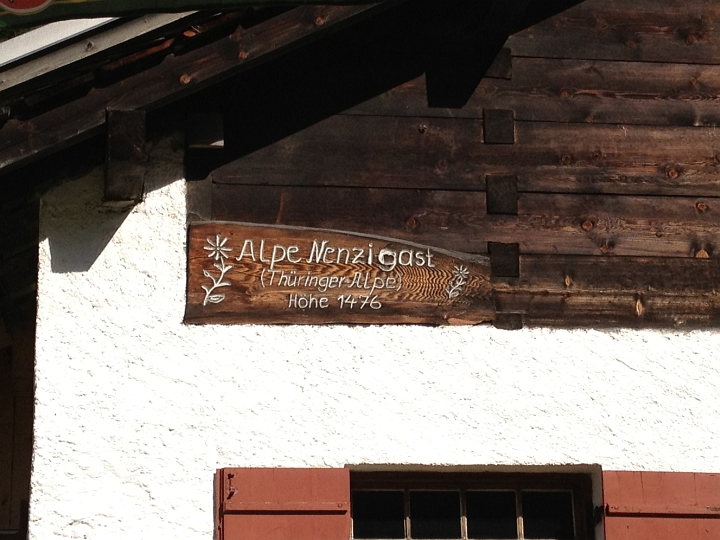 Alpe Nenzigast
(Thüringer-Alpe)
Höhe 1476